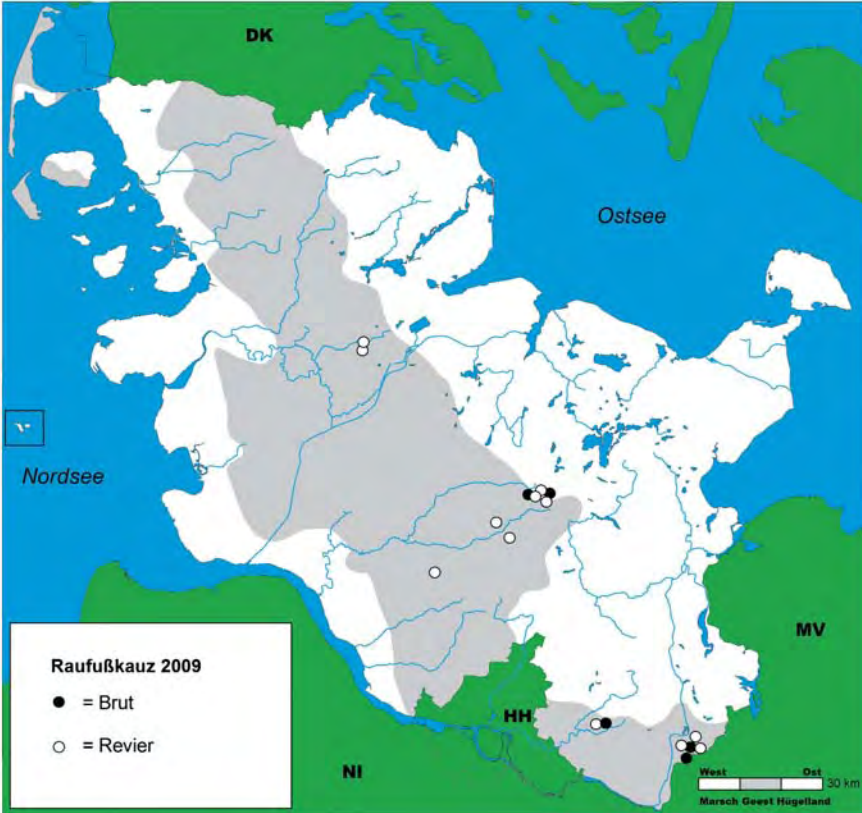 DK
Ostsee
Nordsee
MV
HH
NI
Raufußkauz 2009
= Brut
= Revier
West Ost
30 km
Marsch Geest Hügelland